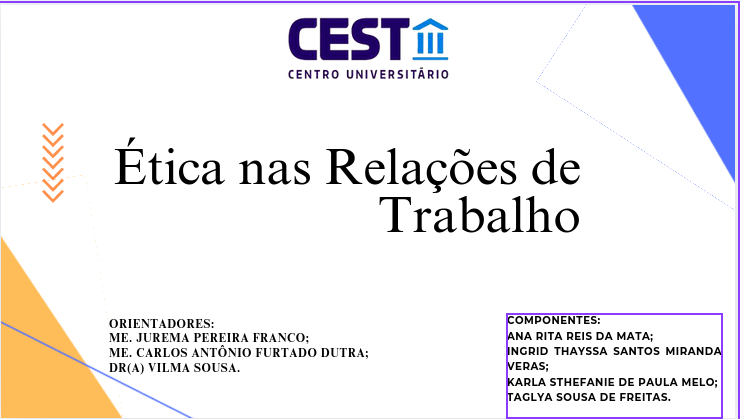 CEST
CENTRO UNIVERSITÁRIO
Ética nas Relações de
Trabalho
ORIENTADORES:
ME. JUREMA PEREIRA FRANCO;
ME. CARLOS ANTÔNIO FURTADO DUTRA;
DR(A) VILMA SOUSA.
COMPONENTES:
ANA RITA REIS DA MATA;
INGRID THAYSSA SANTOS MIRANDA
VERAS;
KARLA STHEFANIE DE PAULA MELO;
TAGLYA SOUSA DE FREITAS.